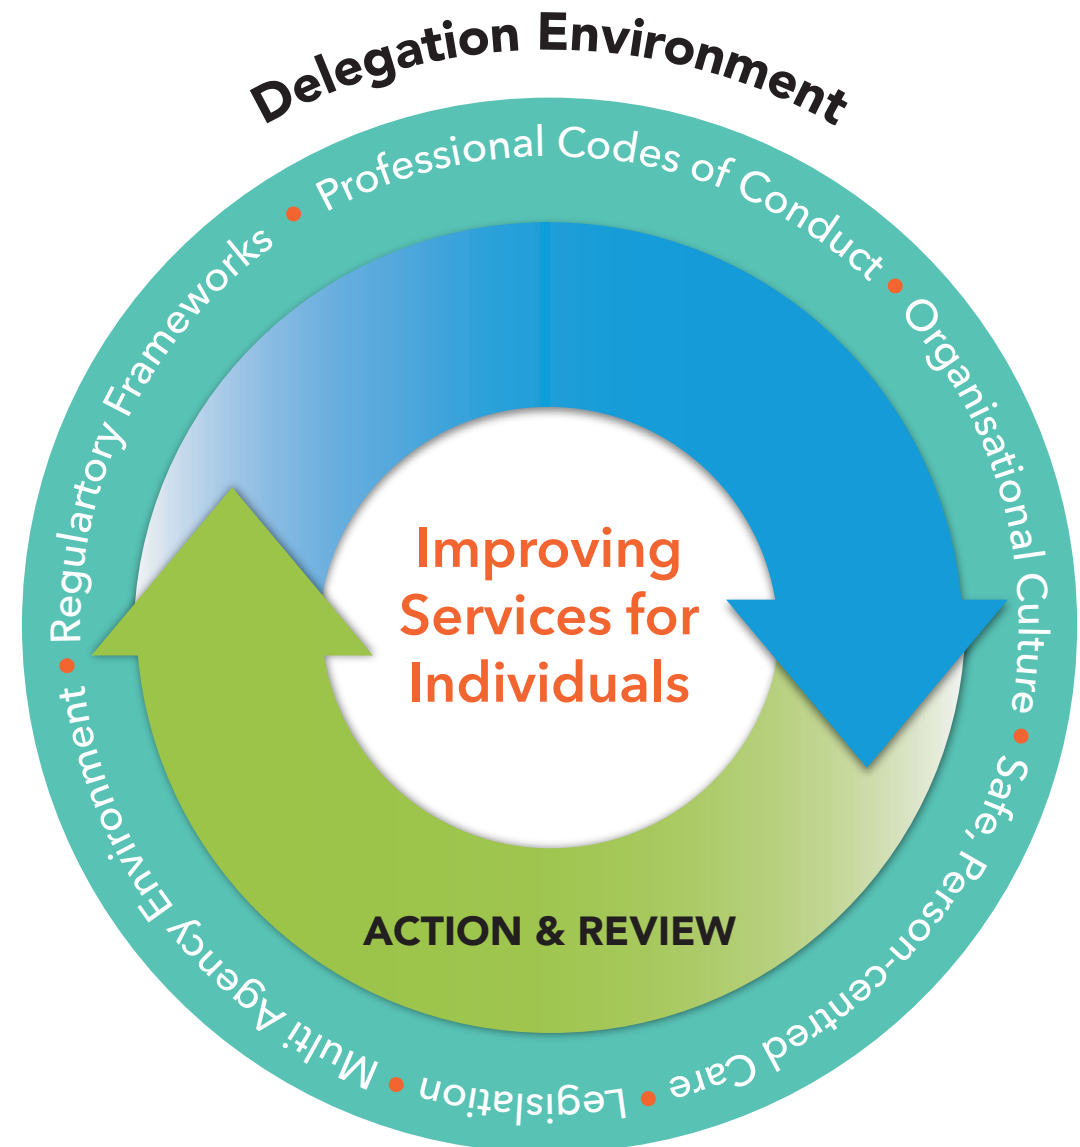 Delegation Environment
Regulartory Frameworks • Professional Codes of Conduct • Organisational Culture • Safe, Person-centred Care • Legislation • Multi Agency Environment •
Improving
Services for
Individuals
ACTION & REVIEW